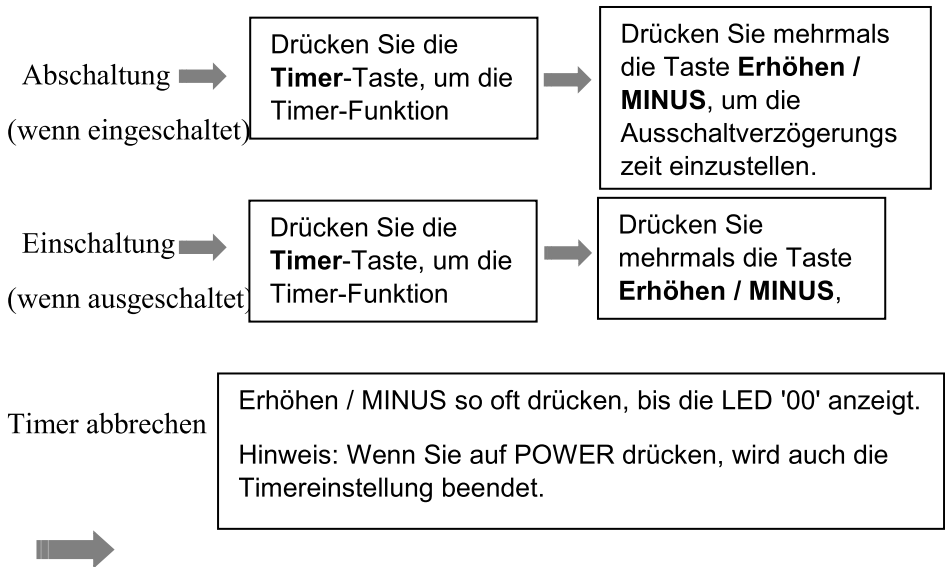 Abschaltung
(wenn eingeschaltet)
Drücken Sie die
Timer-Taste, um die
Timer-Funktion
Drücken Sie mehrmals
die Taste Erhöhen /
MINUS, um die
Ausschaltverzögerungs
zeit einzustellen.
Einschaltung
(wenn ausgeschaltet)
Drücken Sie die
Timer-Taste, um die
Timer-Funktion
Drücken Sie
mehrmals die Taste
Erhöhen / MINUS,
Timer abbrechen
Erhöhen / MINUS so oft drücken, bis die LED '00' anzeigt.
Hinweis: Wenn Sie auf POWER drücken, wird auch die
Timereinstellung beendet.